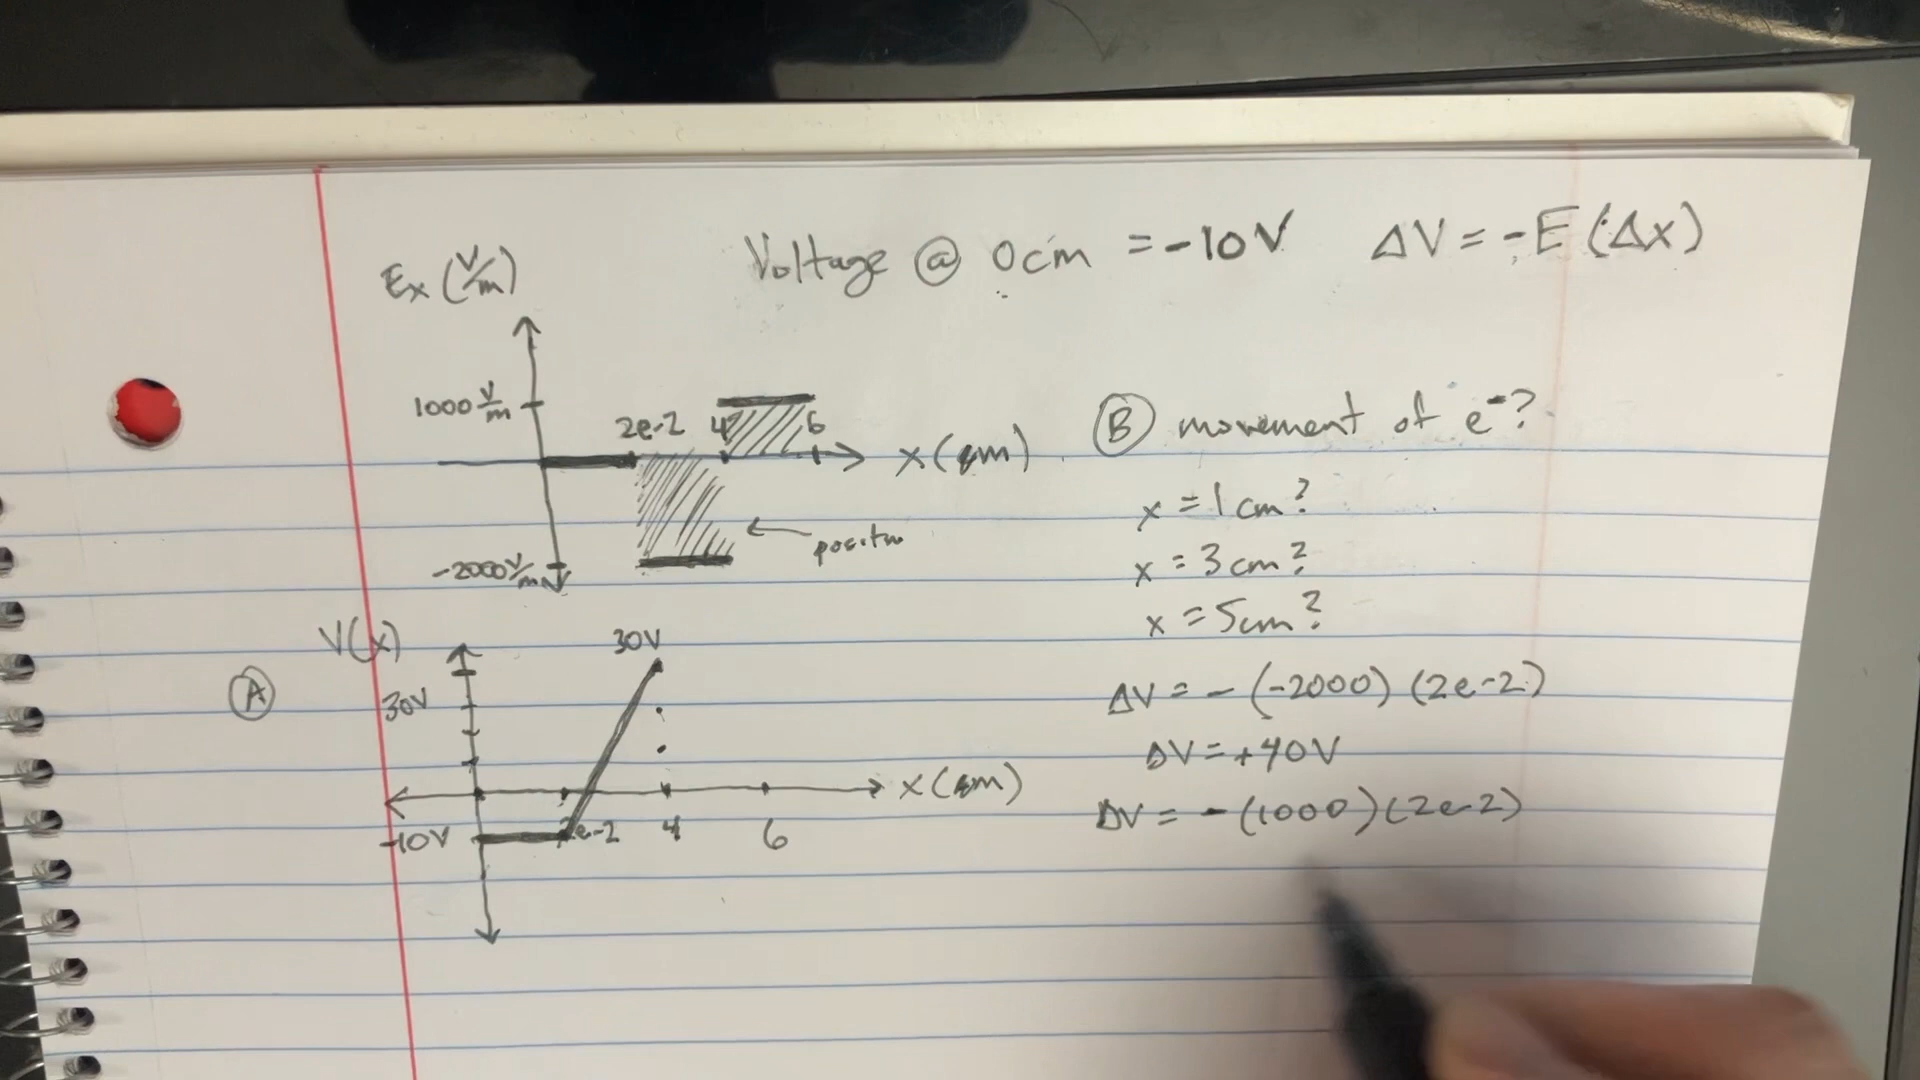 Voltage @ 0cm = -10V ΔV = -E (Δx)
Ex (V/m)
1000 V/m
2e-2 4 6
x(cm)
-2000 V/m
B movement of e-?
x = 1cm?
x = 3cm?
x = 5cm?
A
V(x)
30V
30V
x(cm)
-10V
2e-2 4 6
ΔV = -(-2000)(2e-2)
ΔV = +40V
ΔV = -(1000)(2e-2)